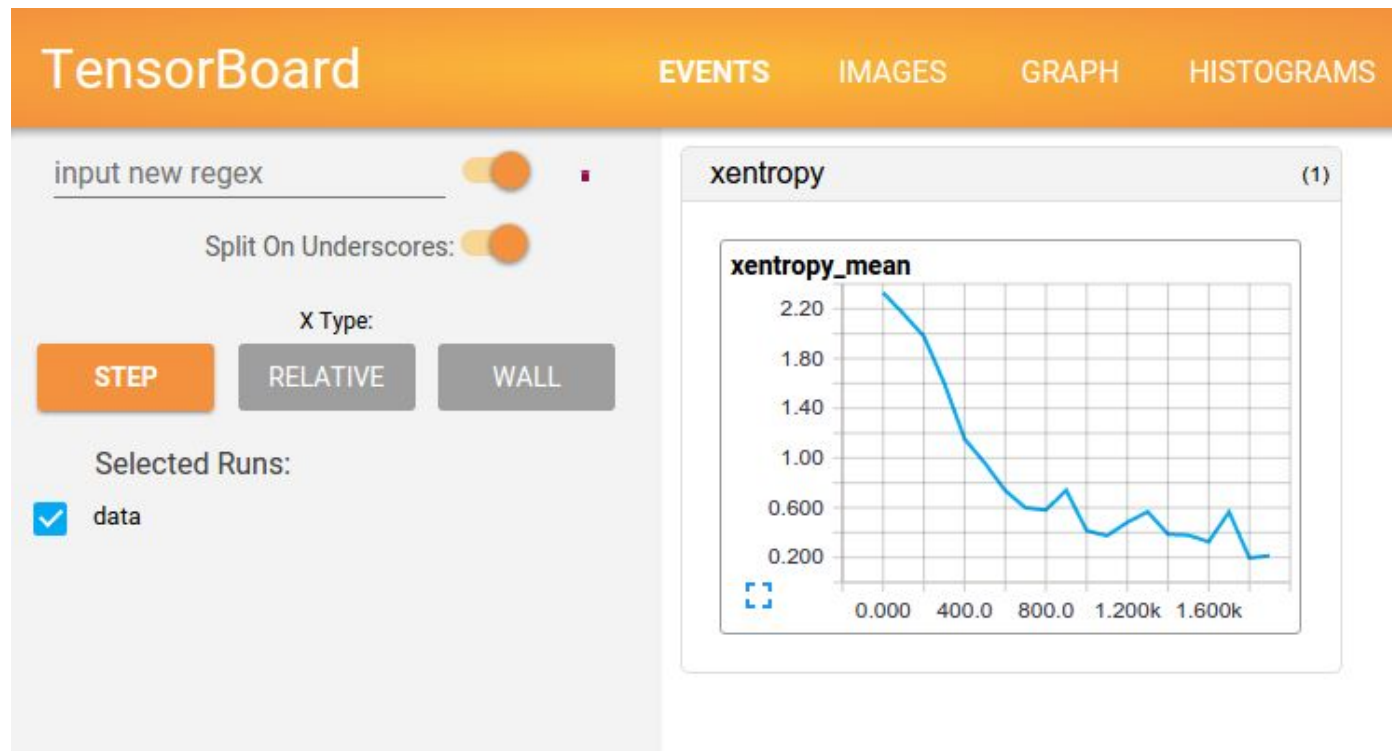 TensorBoard
EVENTS IMAGES GRAPH HISTOGRAMS
input new regex
Split On Underscores:
X Type:
STEP RELATIVE WALL
Selected Runs:
data
xentropy (1)
xentropy_mean
2.20
1.80
1.40
1.00
0.600
0.200
0.000 400.0 800.0 1.200k 1.600k